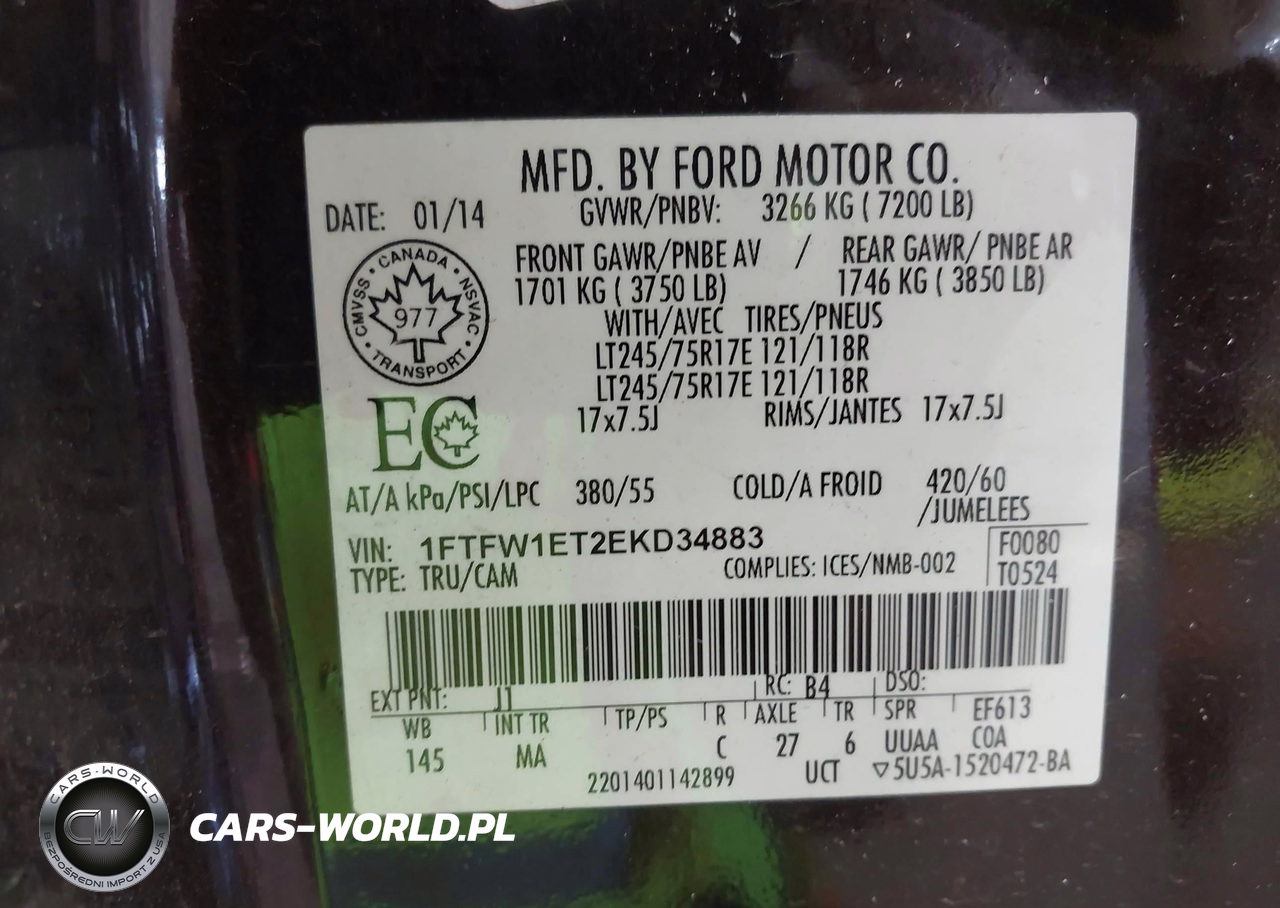 MFD. BY FORD MOTOR CO.
DATE: 01/14 GVWR/PNBV: 3266 KG ( 7200 LB)
FRONT GAWR/PNBE AV / REAR GAWR/ PNBE AR
1701 KG ( 3750 LB) 1746 KG ( 3850 LB)
CANADA · NSVAC · TRANSPORT · CMVSS
977
WITH/AVEC TIRES/PNEUS
LT245/75R17E 121/118R
LT245/75R17E 121/118R
EC
17x7.5J RIMS/JANTES 17x7.5J
AT/A kPa/PSI/LPC 380/55 COLD/A FROID 420/60
/JUMELEES
VIN: 1FTFW1ET2EKD34883 F0080
TYPE: TRU/CAM COMPLIES: ICES/NMB-002 T0524
EXT PNT: J1 RC: B4 DSO:
WB INT TR TP/PS R AXLE TR SPR EF613
145 MA C 27 6 UUAA COA
2201401142899 UCT ▽5U5A-1520472-BA
CARS-WORLD
CW
BEZPOŚREDNI IMPORT Z USA
CARS-WORLD.PL